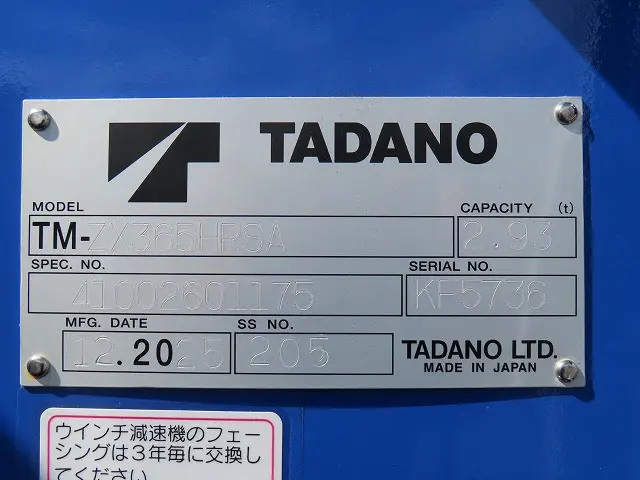 TADANO
MODEL
TM-ZX365HRSA
CAPACITY (t)
2.93
SPEC. NO.
41002601175
SERIAL NO.
KF5736
MFG. DATE
12.2025
SS NO.
205
TADANO LTD.
MADE IN JAPAN
ウインチ減速機のフェー
シングは3年毎に交換し
てください